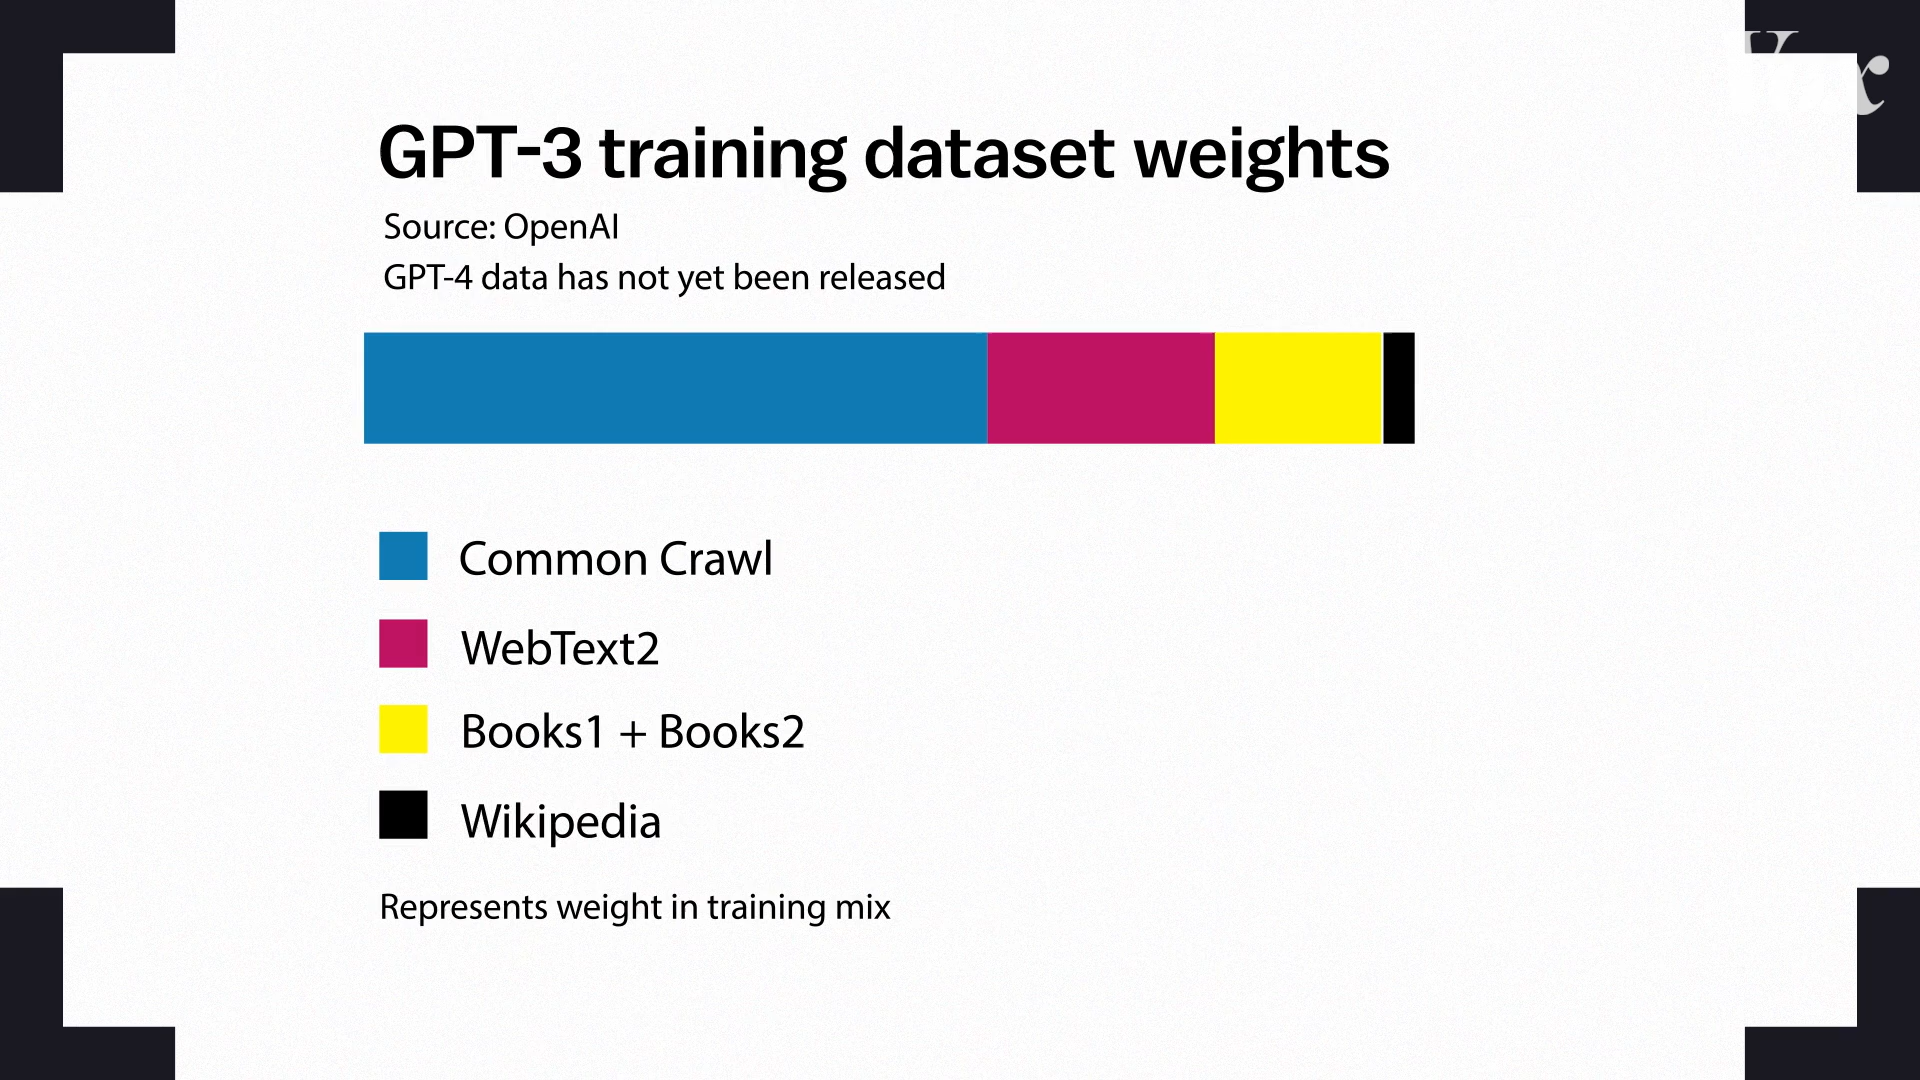 GPT-3 training dataset weights
Source: OpenAI
GPT-4 data has not yet been released
Common Crawl
WebText2
Books1 + Books2
Wikipedia
Represents weight in training mix